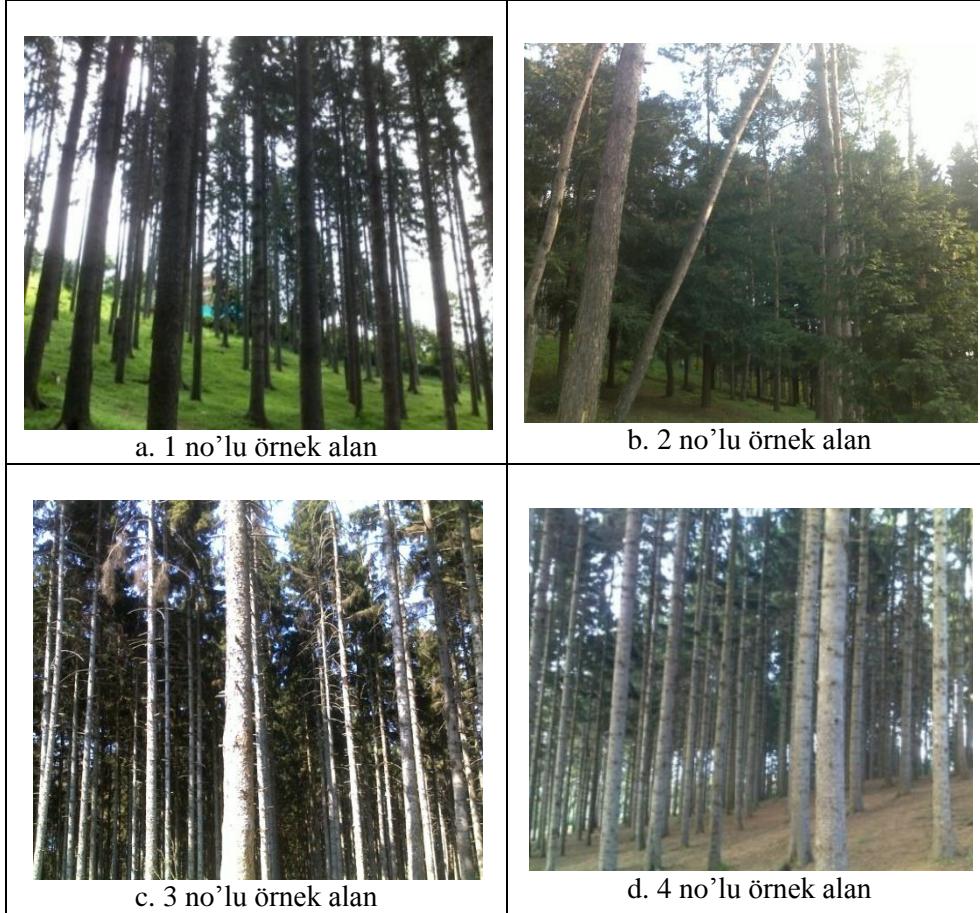 a. 1 no’lu örnek alan
b. 2 no’lu örnek alan
c. 3 no’lu örnek alan
d. 4 no’lu örnek alan